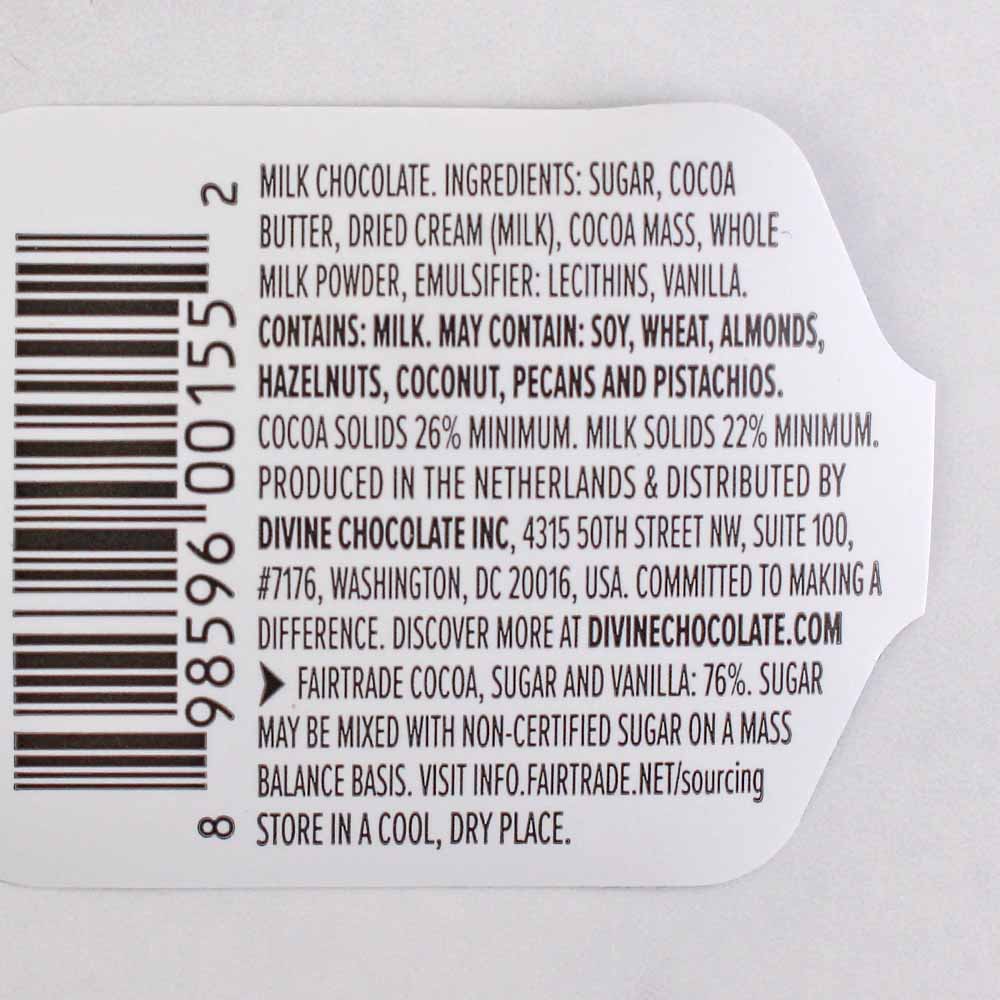 MILK CHOCOLATE. INGREDIENTS: SUGAR, COCOA
BUTTER, DRIED CREAM (MILK), COCOA MASS, WHOLE
MILK POWDER, EMULSIFIER: LECITHINS, VANILLA.
CONTAINS: MILK. MAY CONTAIN: SOY, WHEAT, ALMONDS,
HAZELNUTS, COCONUT, PECANS AND PISTACHIOS.
COCOA SOLIDS 26% MINIMUM. MILK SOLIDS 22% MINIMUM.
PRODUCED IN THE NETHERLANDS & DISTRIBUTED BY
DIVINE CHOCOLATE INC, 4315 50TH STREET NW, SUITE 100,
#7176, WASHINGTON, DC 20016, USA. COMMITTED TO MAKING A
DIFFERENCE. DISCOVER MORE AT DIVINECHOCOLATE.COM
FAIRTRADE COCOA, SUGAR AND VANILLA: 76%. SUGAR
MAY BE MIXED WITH NON-CERTIFIED SUGAR ON A MASS
BALANCE BASIS. VISIT INFO.FAIRTRADE.NET/sourcing
STORE IN A COOL, DRY PLACE.
8 98596 00155 2